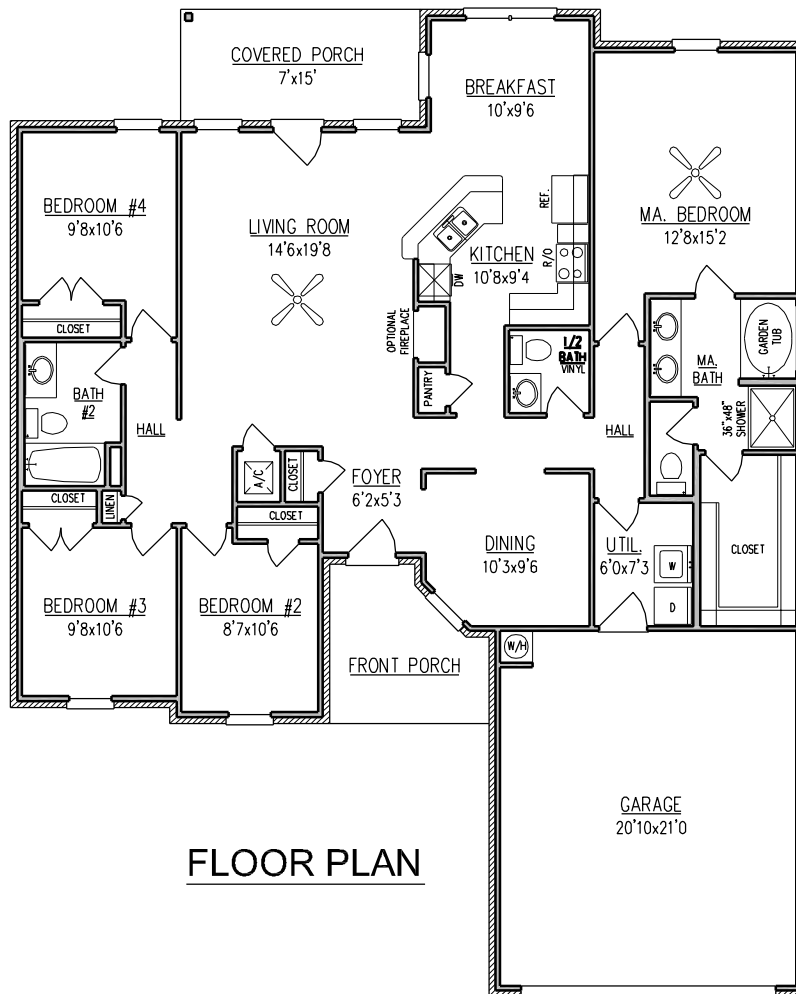 COVERED PORCH
7'x15'
BREAKFAST
10'x9'6
BEDROOM #4
9'8x10'6
LIVING ROOM
14'6x19'8
REF.
MA. BEDROOM
12'8x15'2
KITCHEN
10'8x9'4
R/O
DW
OPTIONAL
FIREPLACE
CLOSET
1/2
BATH
VINYL
GARDEN
TUB
MA.
BATH
BATH
#2
PANTRY
36"x48"
SHOWER
HALL
HALL
A/C
CLOSET
FOYER
6'2x5'3
CLOSET
LINEN
CLOSET
DINING
10'3x9'6
UTIL.
6'0x7'3
CLOSET
W
D
BEDROOM #3
9'8x10'6
BEDROOM #2
8'7x10'6
W/H
FRONT PORCH
GARAGE
20'10x21'0
FLOOR PLAN